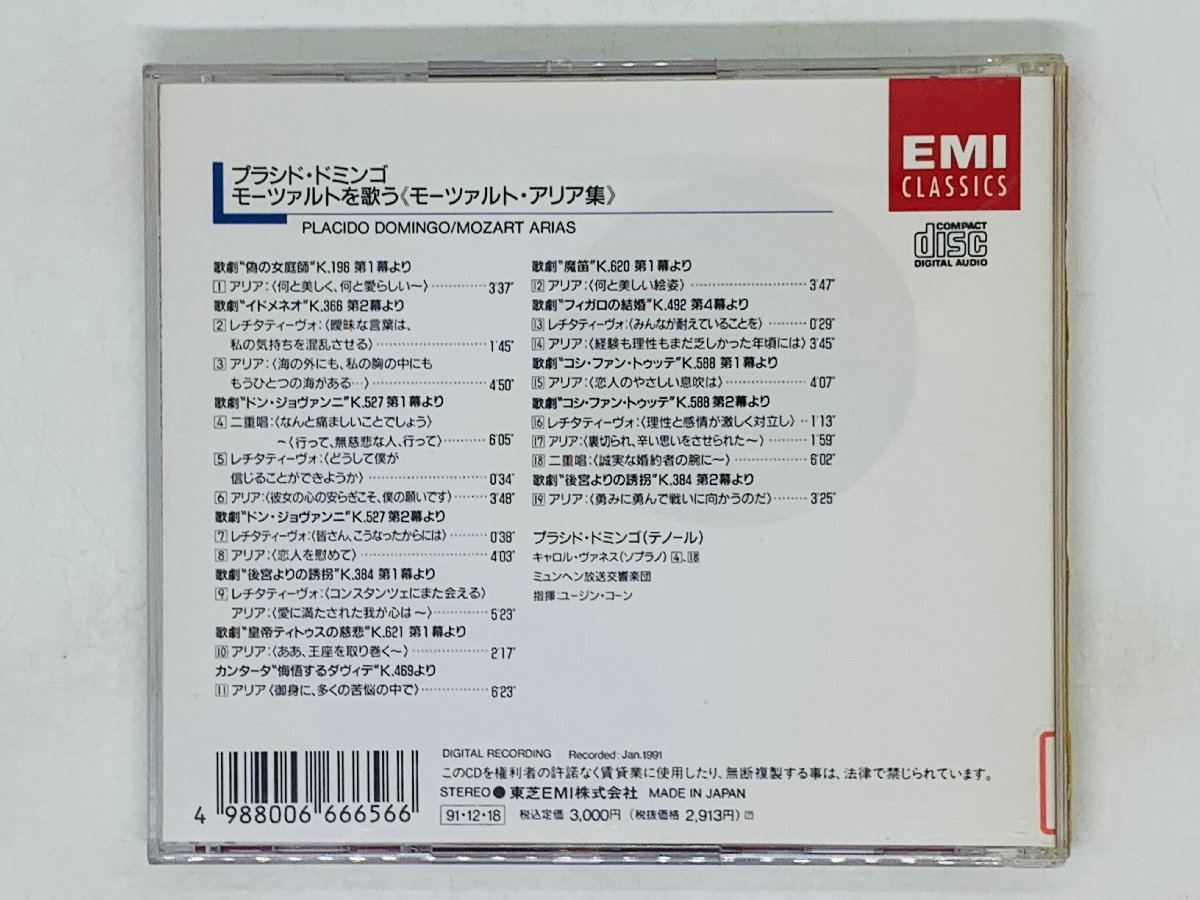 プラシド・ドミンゴ
モーツァルトを歌う《モーツァルト・アリア集》
PLACIDO DOMINGO/MOZART ARIAS
EMI
CLASSICS
COMPACT
disc
DIGITAL AUDIO
歌劇"偽の女庭師"K.196 第1幕より
1 アリア:〈何と美しく、何と愛らしい〜〉 3'37"
歌劇"イドメネオ"K.366 第2幕より
2 レチタティーヴォ:〈曖昧な言葉は、
私の気持ちを混乱させる〉 1'45"
3 アリア:〈海の外にも、私の胸の中にも
もうひとつの海がある…〉 4'50"
歌劇"ドン・ジョヴァンニ"K.527 第1幕より
4 二重唱:〈なんと痛ましいことでしょう〉
〜〈行って、無慈悲な人、行って〉 6'05"
5 レチタティーヴォ:〈どうして僕が
信じることができようか〉 0'34"
6 アリア:〈彼女の心の安らぎこそ、僕の願いです〉 3'48"
歌劇"ドン・ジョヴァンニ"K.527 第2幕より
7 レチタティーヴォ:〈皆さん、こうなったからには〉 0'38"
8 アリア:〈恋人を慰めて〉 4'03"
歌劇"後宮よりの誘拐"K.384 第1幕より
9 レチタティーヴォ:〈コンスタンツェにまた会える〉
アリア:〈愛に満たされた我が心は〜〉 5'23"
歌劇"皇帝ティトゥスの慈悲"K.621 第1幕より
10 アリア:〈ああ、王座を取り巻く〜〉 2'17"
カンタータ"悔悟するダヴィデ"K.469より
11 アリア〈御身に、多くの苦悩の中で〉 6'23"
歌劇"魔笛"K.620 第1幕より
12 アリア:〈何と美しい絵姿〉 3'47"
歌劇"フィガロの結婚"K.492 第4幕より
13 レチタティーヴォ:〈みんなが耐えていることを〉 0'29"
14 アリア:〈経験も理性もまだ乏しかった年頃には〉 3'45"
歌劇"コシ・ファン・トゥッテ"K.588 第1幕より
15 アリア:〈恋人のやさしい息吹は〉 4'07"
歌劇"コシ・ファン・トゥッテ"K.588 第2幕より
16 レチタティーヴォ:〈理性と感情が激しく対立し〉 1'13"
17 アリア:〈裏切られ、辛い思いをさせられた〜〉 1'59"
18 二重唱:〈誠実な婚約者の腕に〜〉 6'02"
歌劇"後宮よりの誘拐"K.384 第2幕より
19 アリア:〈勇みに勇んで戦いに向かうのだ〉 3'25"
プラシド・ドミンゴ(テノール)
キャロル・ヴァネス(ソプラノ) 4、18
ミュンヘン放送交響楽団
指揮:ユージン・コーン
4 988006 666566
DIGITAL RECORDING Recorded: Jan.1991
このCDを権利者の許諾なく賃貸業に使用したり、無断複製する事は、法律で禁じられています。
STEREO● 東芝EMI株式会社 MADE IN JAPAN
91・12・18 税込定価 3,000円 (税抜価格 2,913円)